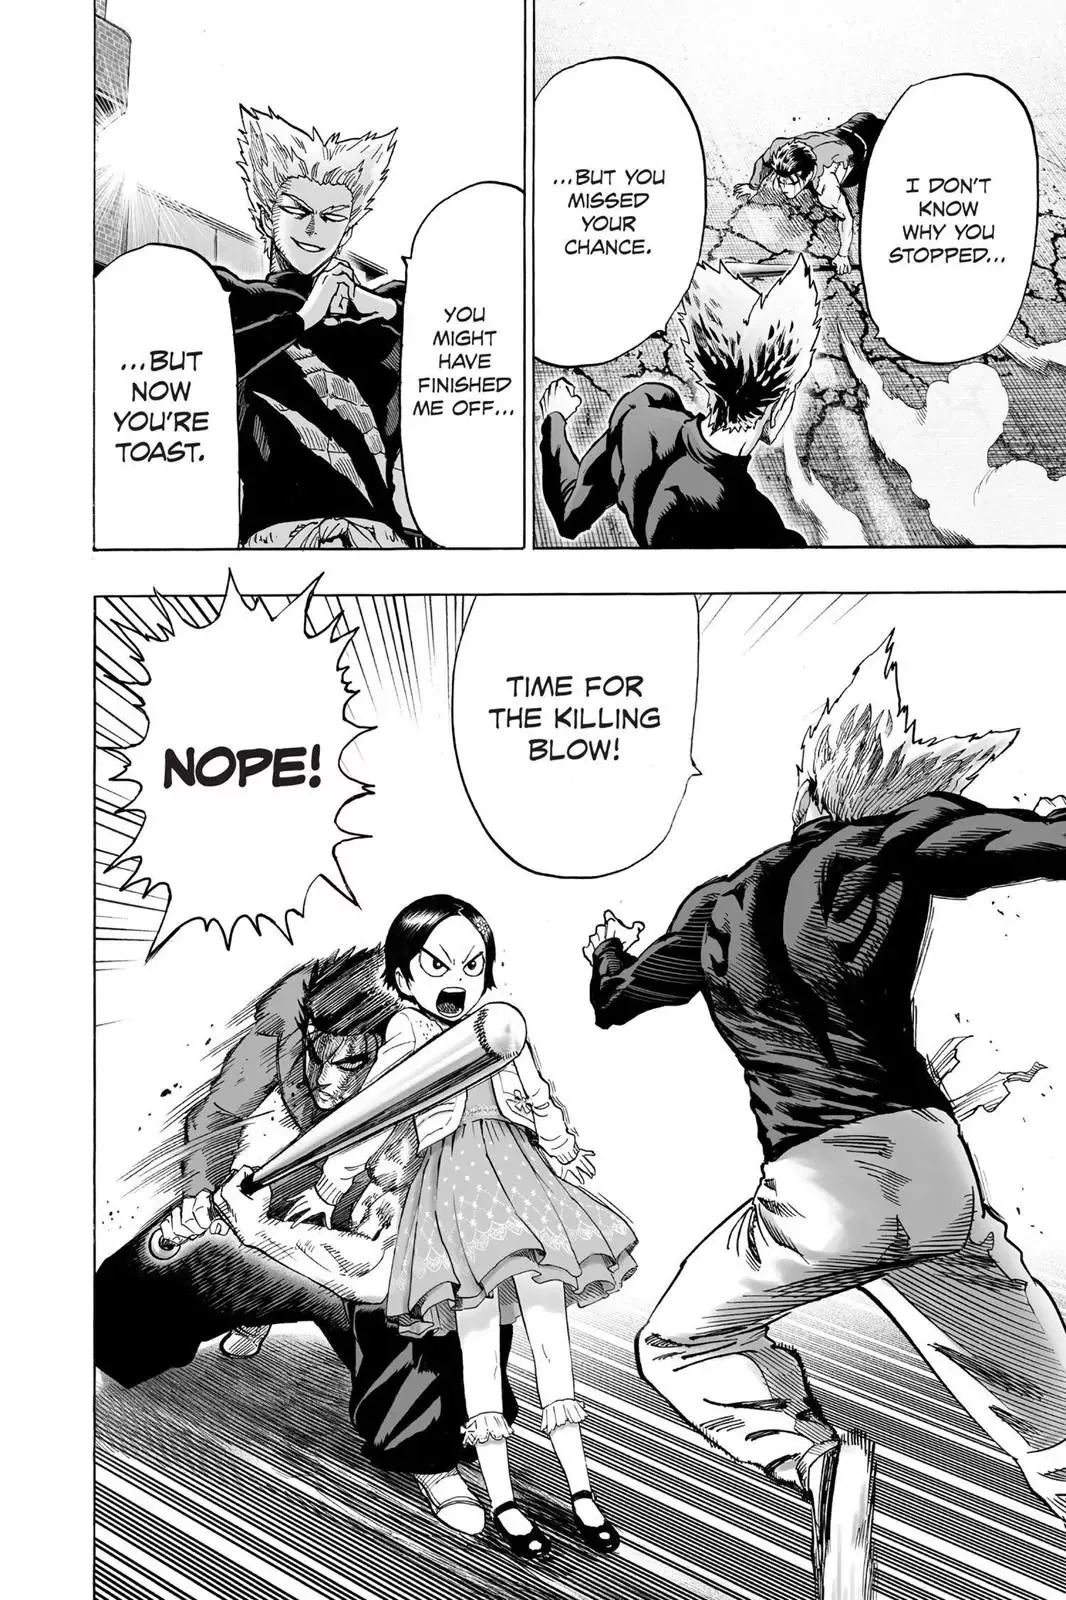 I DON'T
KNOW
WHY YOU
STOPPED...
...BUT YOU
MISSED
YOUR
CHANCE.
YOU
MIGHT
HAVE
FINISHED
ME OFF...
...BUT
NOW
YOU'RE
TOAST.
TIME FOR
THE KILLING
BLOW!
NOPE!